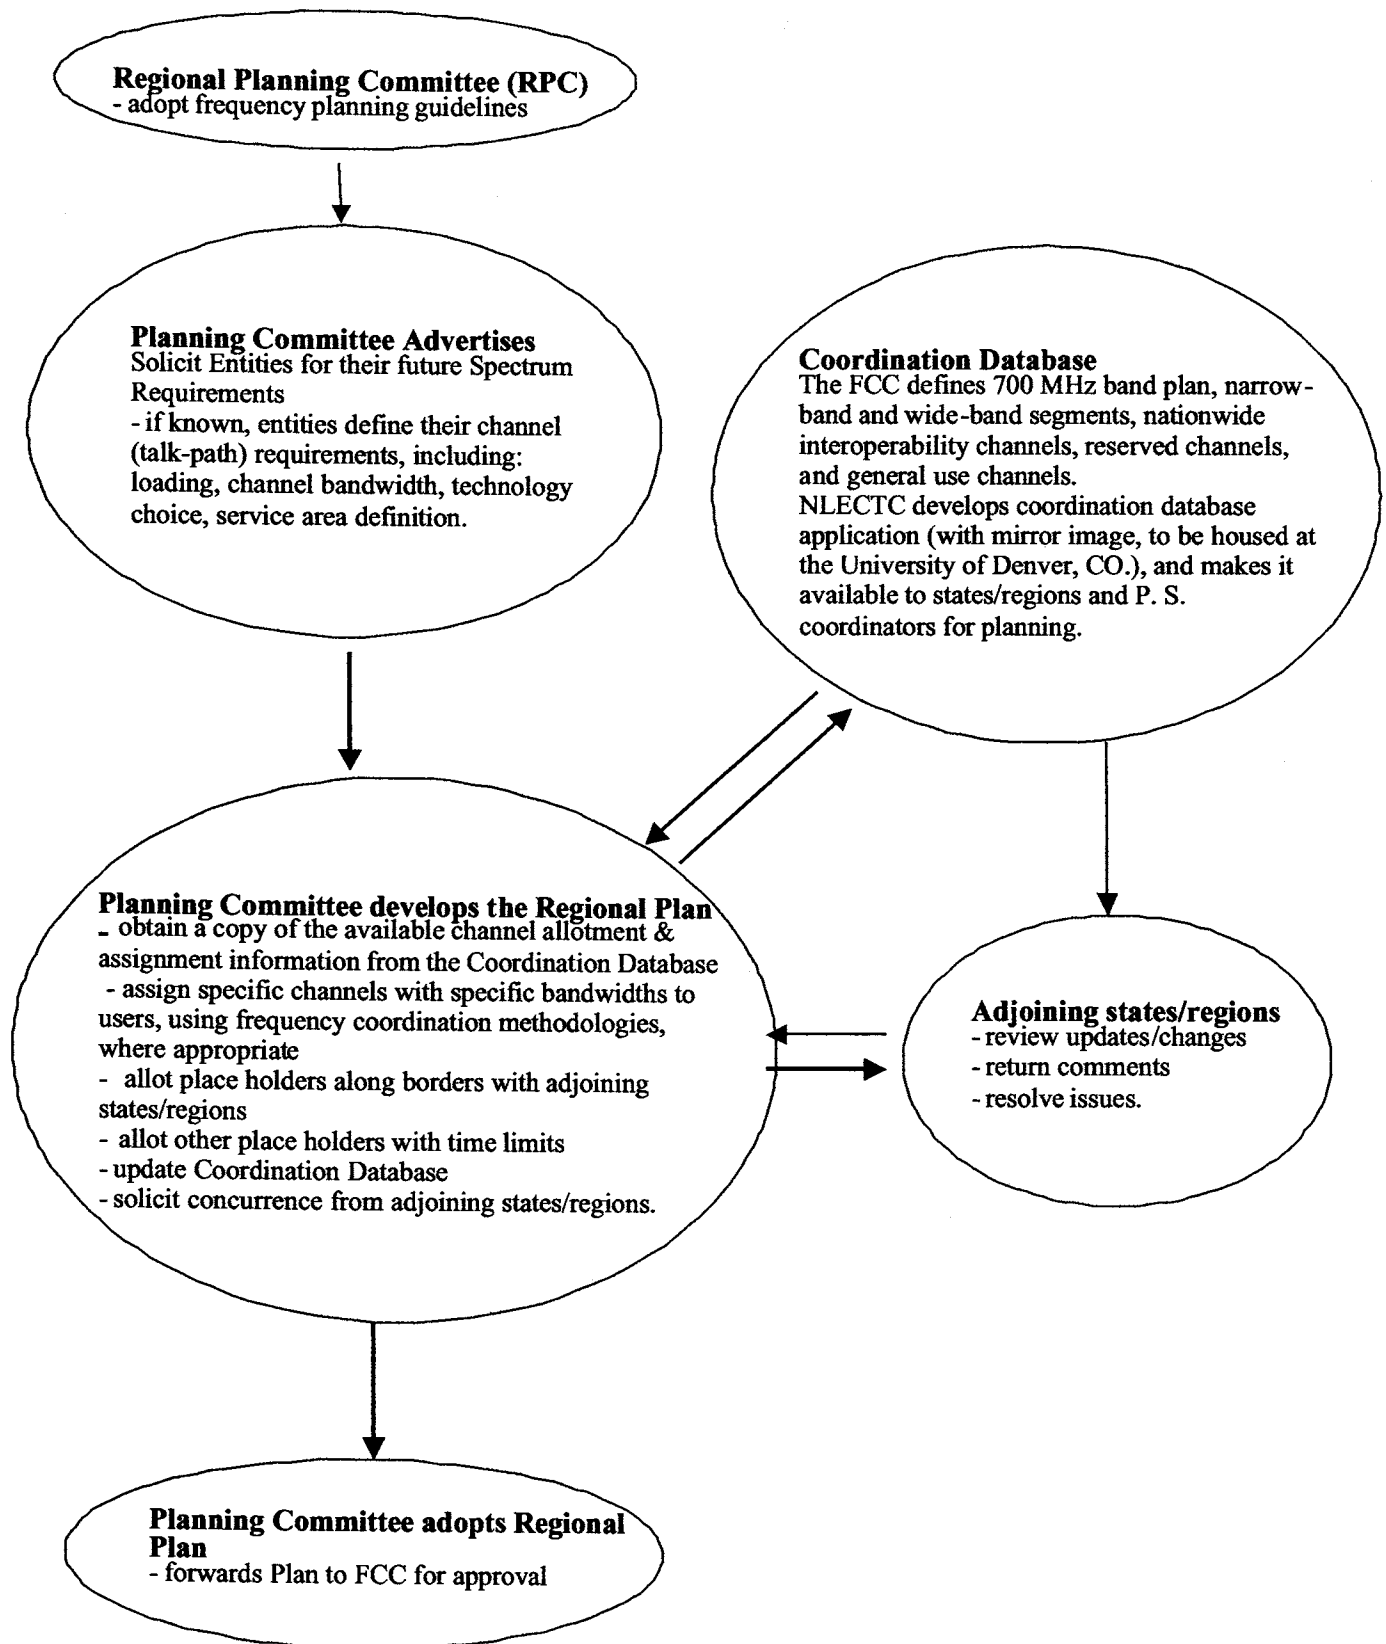 Regional Planning Committee (RPC)
- adopt frequency planning guidelines
Planning Committee Advertises
Solicit Entities for their future Spectrum
Requirements
- if known, entities define their channel
(talk-path) requirements, including:
loading, channel bandwidth, technology
choice, service area definition.
Coordination Database
The FCC defines 700 MHz band plan, narrow-
band and wide-band segments, nationwide
interoperability channels, reserved channels,
and general use channels.
NLECTC develops coordination database
application (with mirror image, to be housed at
the University of Denver, CO.), and makes it
available to states/regions and P. S.
coordinators for planning.
Planning Committee develops the Regional Plan
- obtain a copy of the available channel allotment &
assignment information from the Coordination Database
- assign specific channels with specific bandwidths to
users, using frequency coordination methodologies,
where appropriate
- allot place holders along borders with adjoining
states/regions
- allot other place holders with time limits
- update Coordination Database
- solicit concurrence from adjoining states/regions.
Adjoining states/regions
- review updates/changes
- return comments
- resolve issues.
Planning Committee adopts Regional
Plan
- forwards Plan to FCC for approval